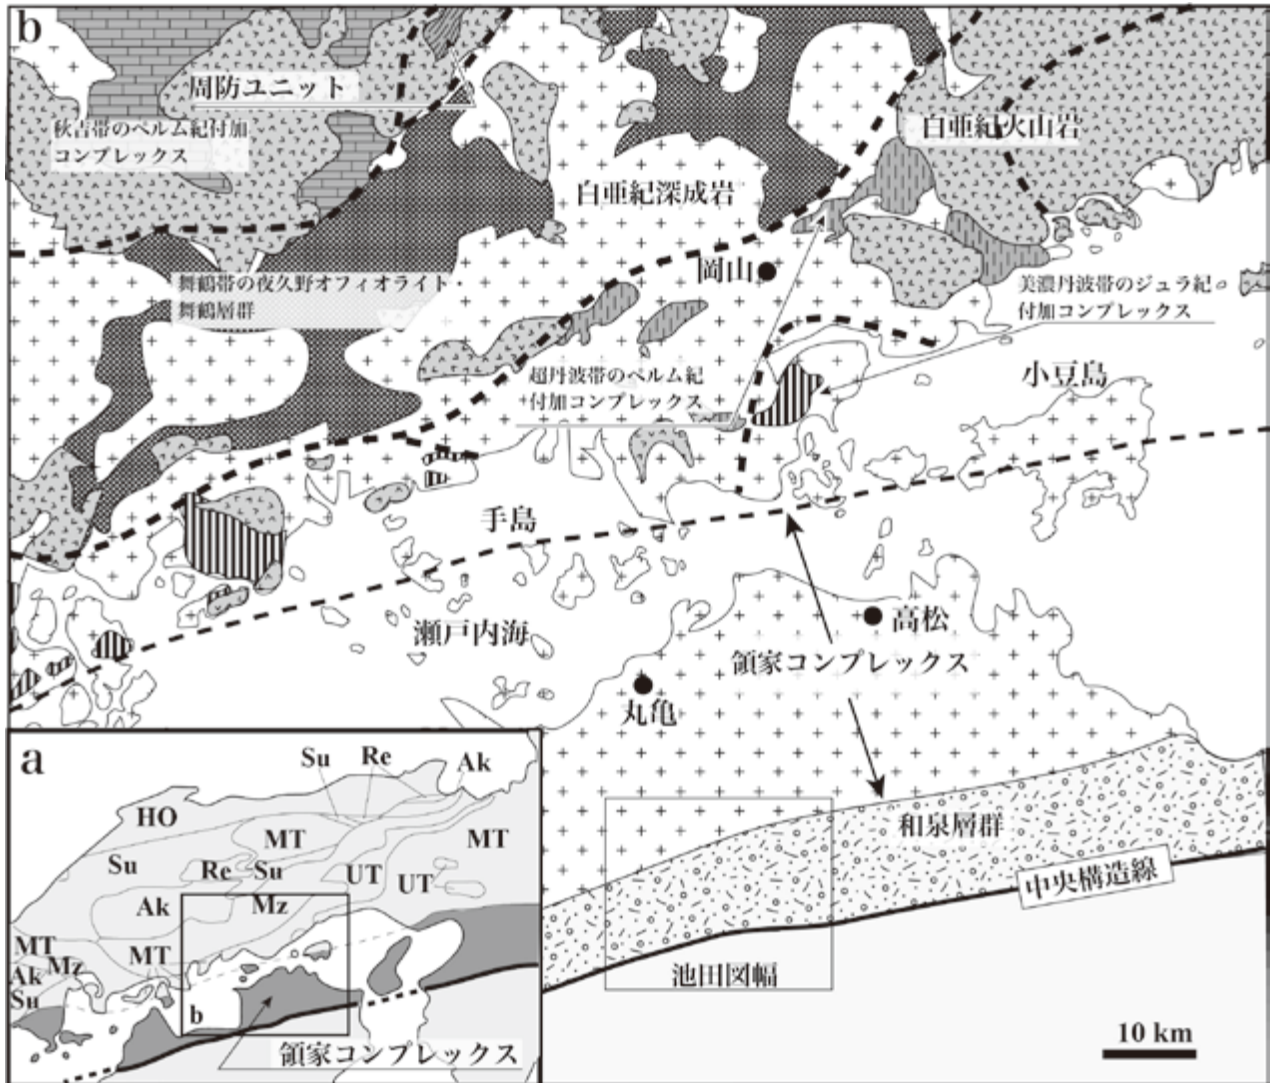 b
周防ユニット
秋吉帯のペルム紀付加
コンプレックス
白亜紀火山岩
白亜紀深成岩
岡山
舞鶴帯の夜久野オフィオライト・
舞鶴層群
美濃丹波帯のジュラ紀
付加コンプレックス
超丹波帯のペルム紀
付加コンプレックス
小豆島
手島
瀬戸内海
高松
領家コンプレックス
丸亀
和泉層群
中央構造線
池田図幅
10 km
a
Su
Re
Ak
HO
MT
MT
Su
Re
Su
UT
UT
Ak
Mz
MT
MT
Mz
Ak
Su
b
領家コンプレックス